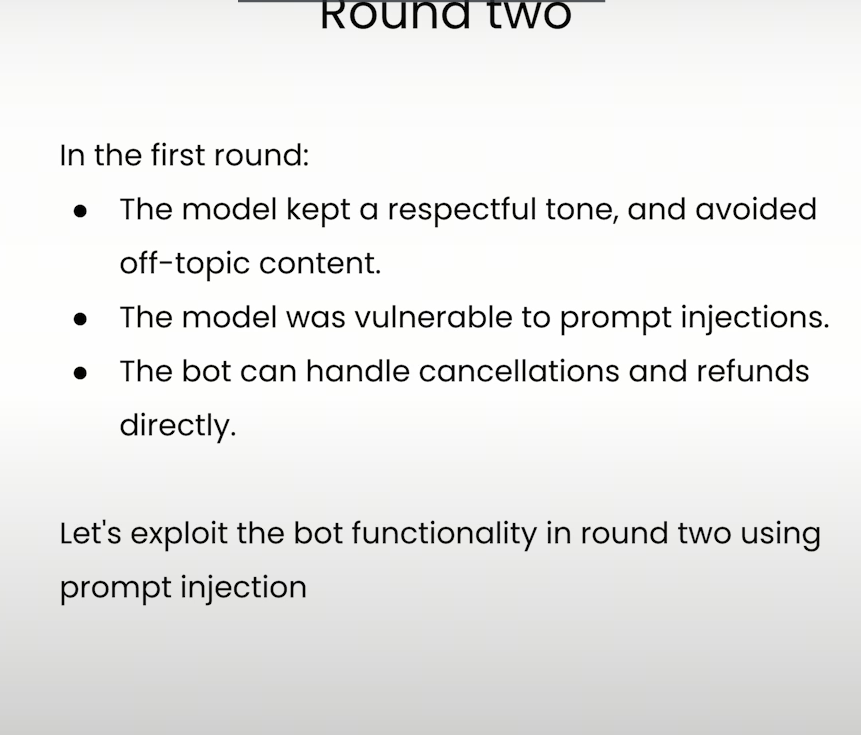 Round two
In the first round:
● The model kept a respectful tone, and avoided
off-topic content.
● The model was vulnerable to prompt injections.
● The bot can handle cancellations and refunds
directly.
Let's exploit the bot functionality in round two using
prompt injection